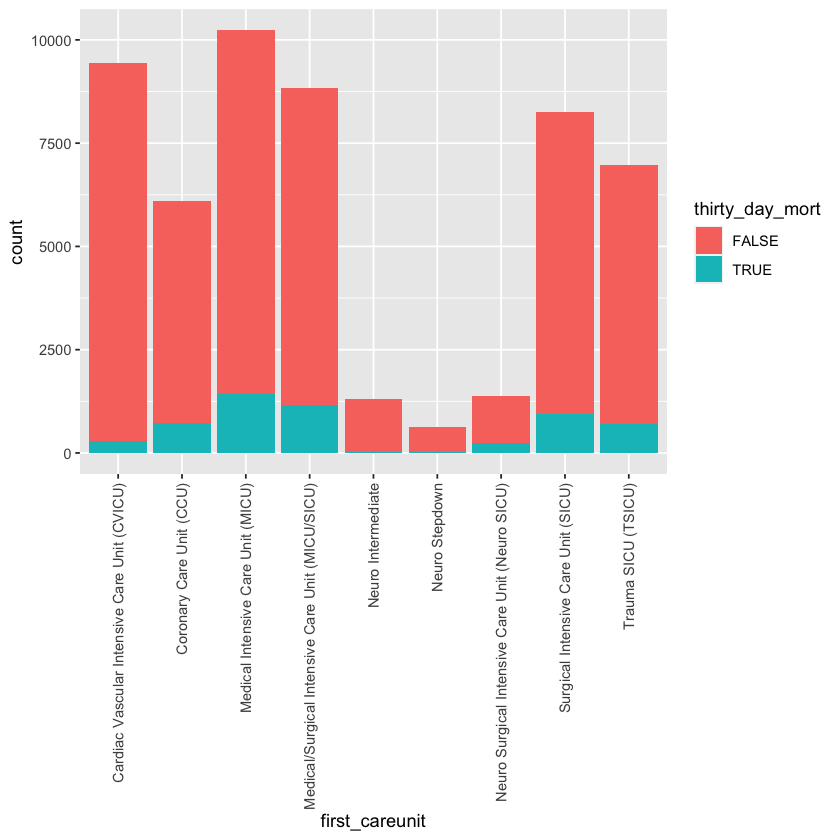 10000
7500
5000
2500
0
count
Cardiac Vascular Intensive Care Unit (CVICU)
Coronary Care Unit (CCU)
Medical Intensive Care Unit (MICU)
Medical/Surgical Intensive Care Unit (MICU/SICU)
Neuro Intermediate
Neuro Stepdown
Neuro Surgical Intensive Care Unit (Neuro SICU)
Surgical Intensive Care Unit (SICU)
Trauma SICU (TSICU)
first_careunit
thirty_day_mort
FALSE
TRUE